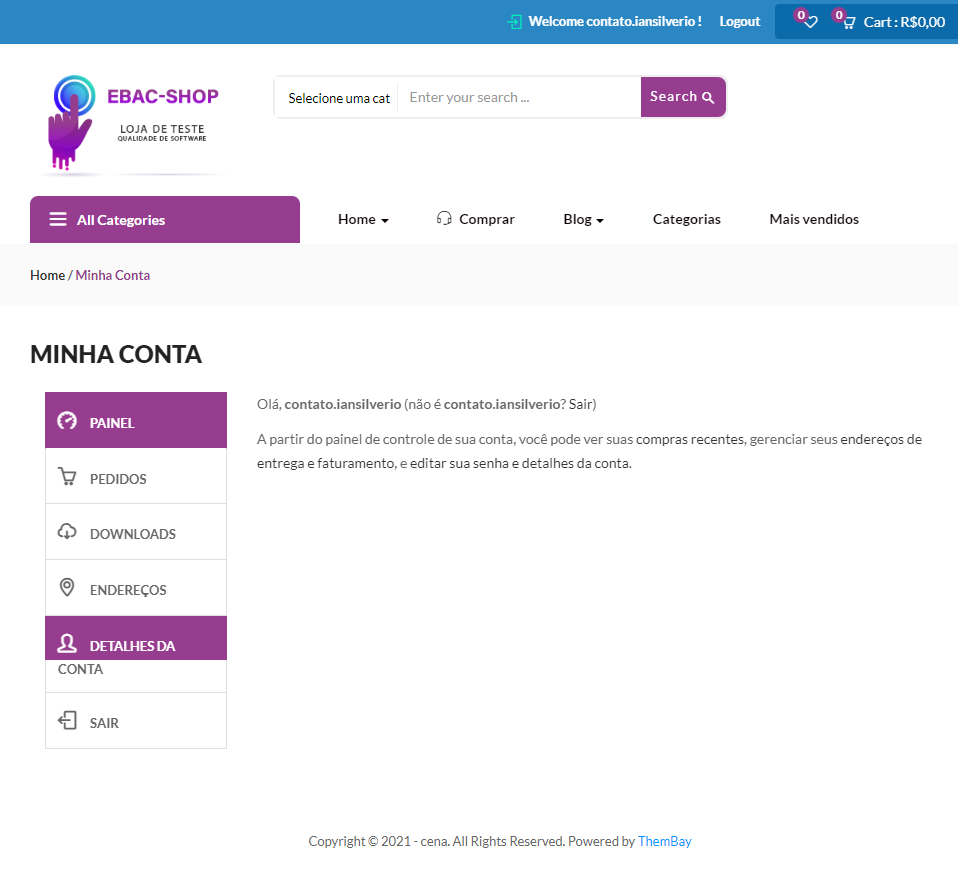 Welcome contato.iansilverio ! Logout 0 0 Cart : R$0,00
EBAC-SHOP
LOJA DE TESTE
QUALIDADE DE SOFTWARE
Selecione uma cat Enter your search ... Search
All Categories Home Comprar Blog Categorias Mais vendidos
Home / Minha Conta
MINHA CONTA
PAINEL
PEDIDOS
DOWNLOADS
ENDEREÇOS
DETALHES DA
CONTA
SAIR
Olá, contato.iansilverio (não é contato.iansilverio? Sair)
A partir do painel de controle de sua conta, você pode ver suas compras recentes, gerenciar seus endereços de
entrega e faturamento, e editar sua senha e detalhes da conta.
Copyright © 2021 - cena. All Rights Reserved. Powered by ThemBay